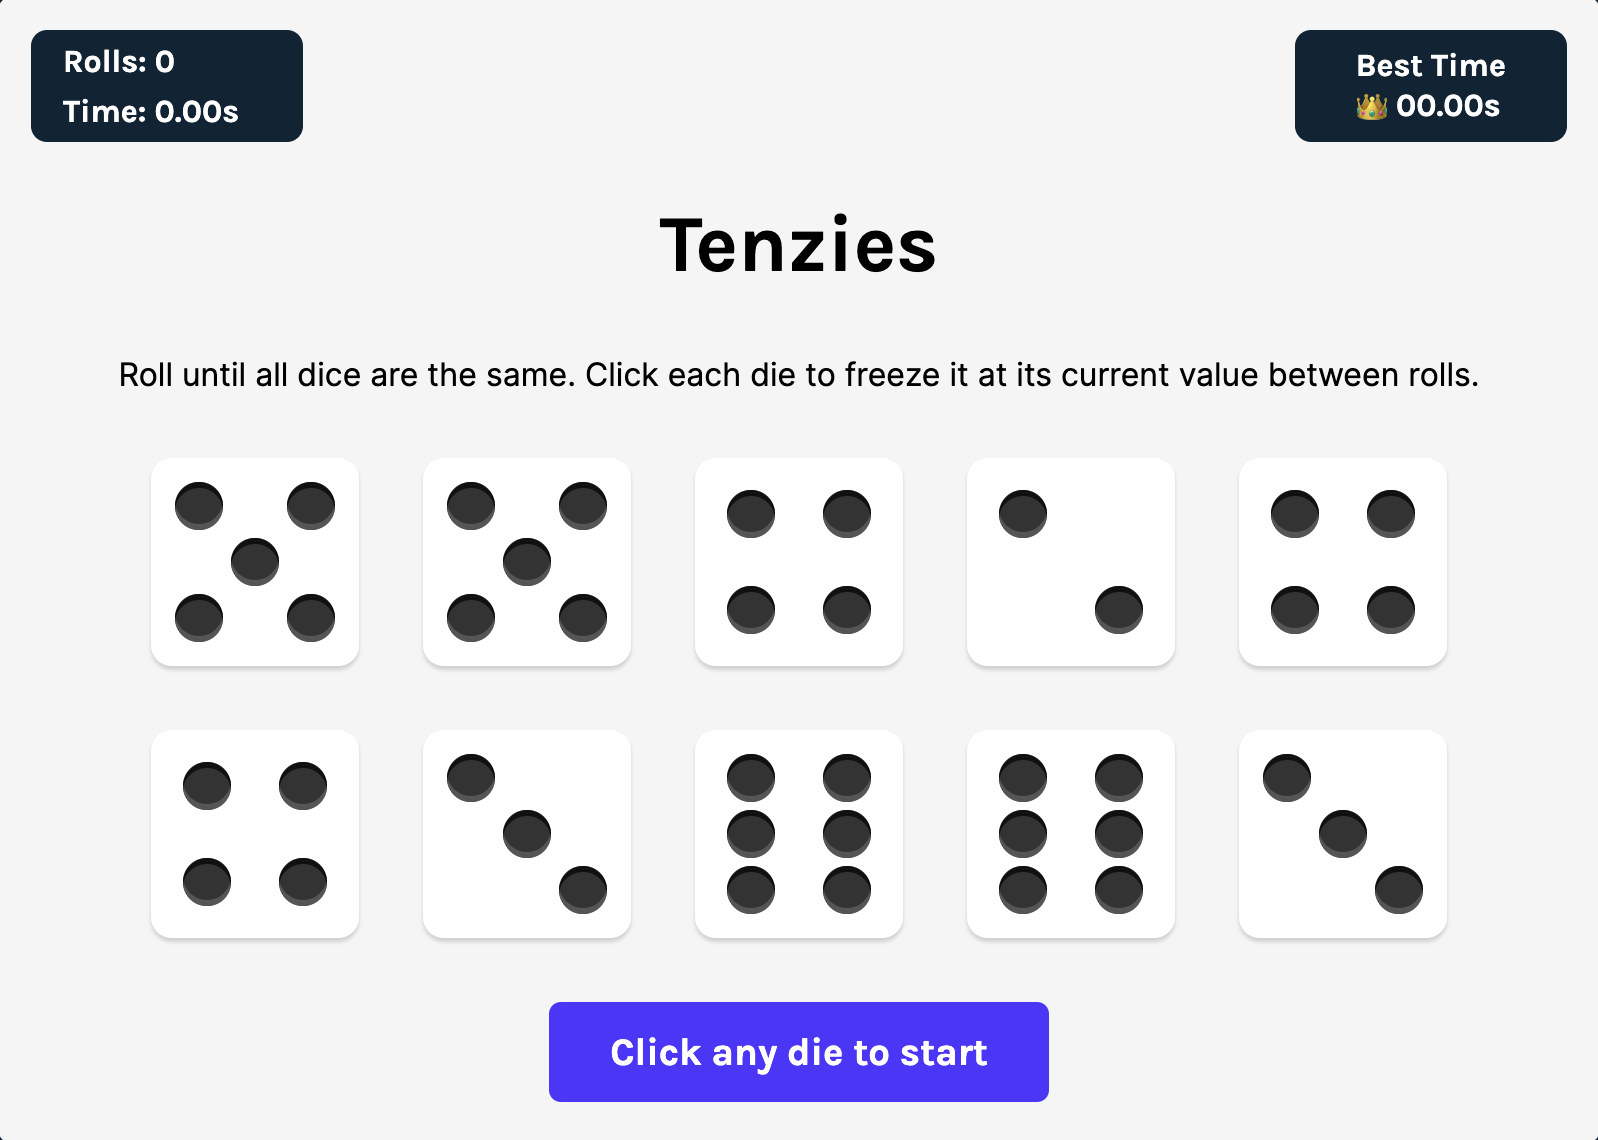 Rolls: 0
Time: 0.00s
Best Time
👑 00.00s
Tenzies
Roll until all dice are the same. Click each die to freeze it at its current value between rolls.
Click any die to start